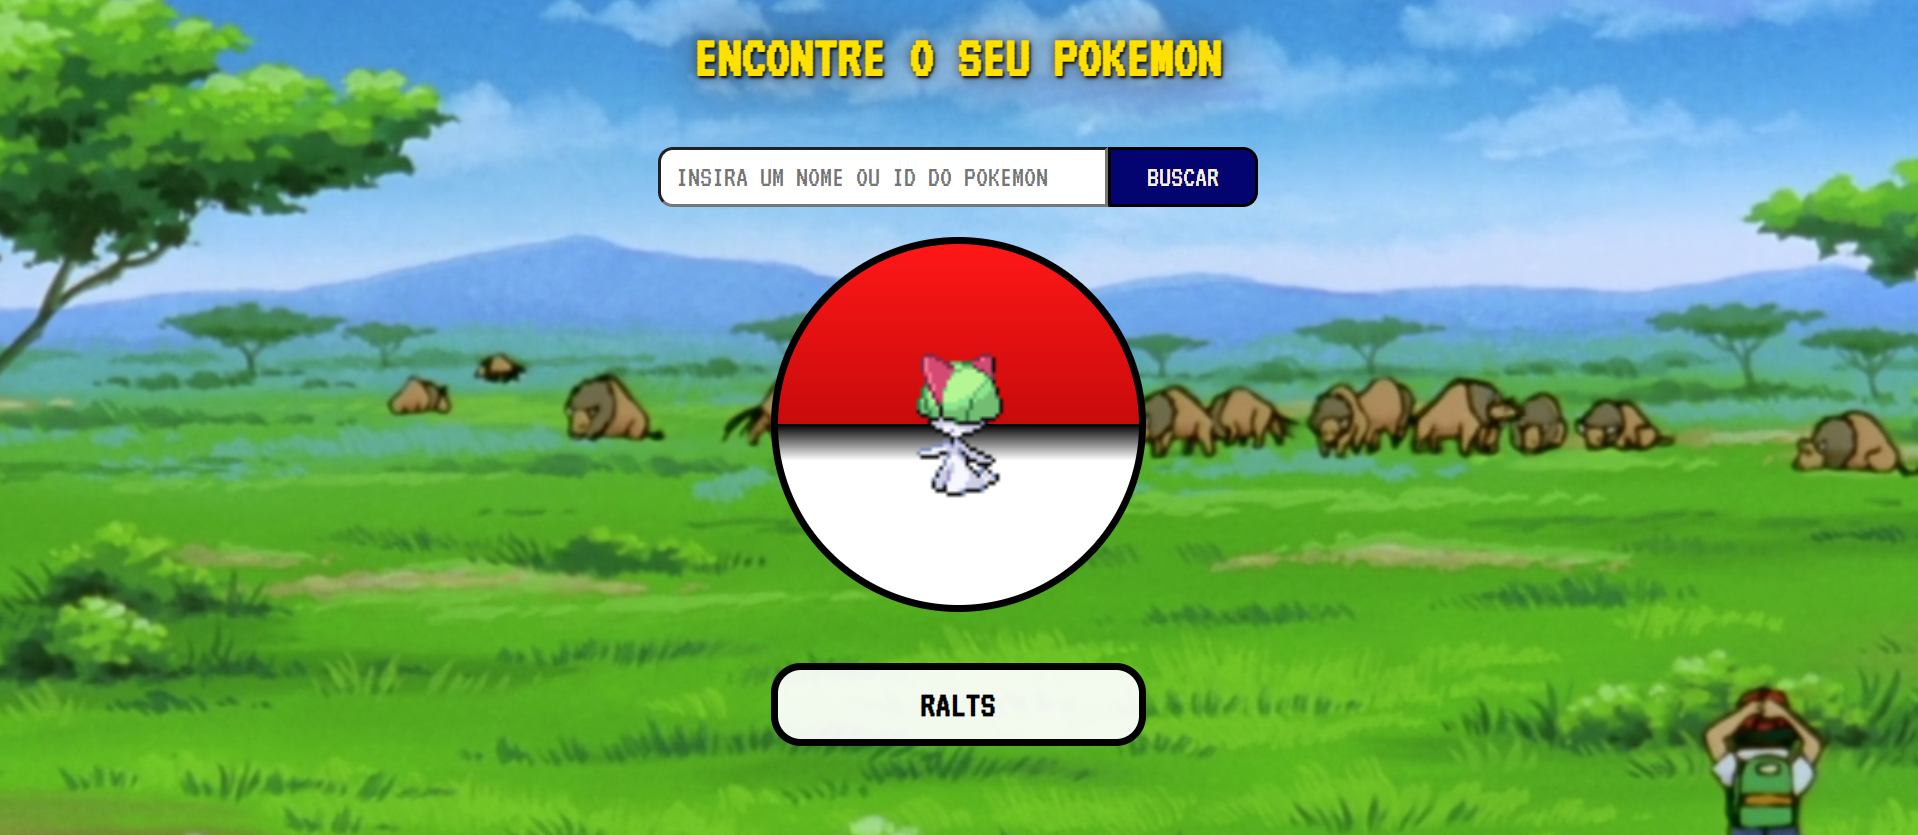 ENCONTRE O SEU POKEMON
INSIRA UM NOME OU ID DO POKEMON
BUSCAR
RALTS